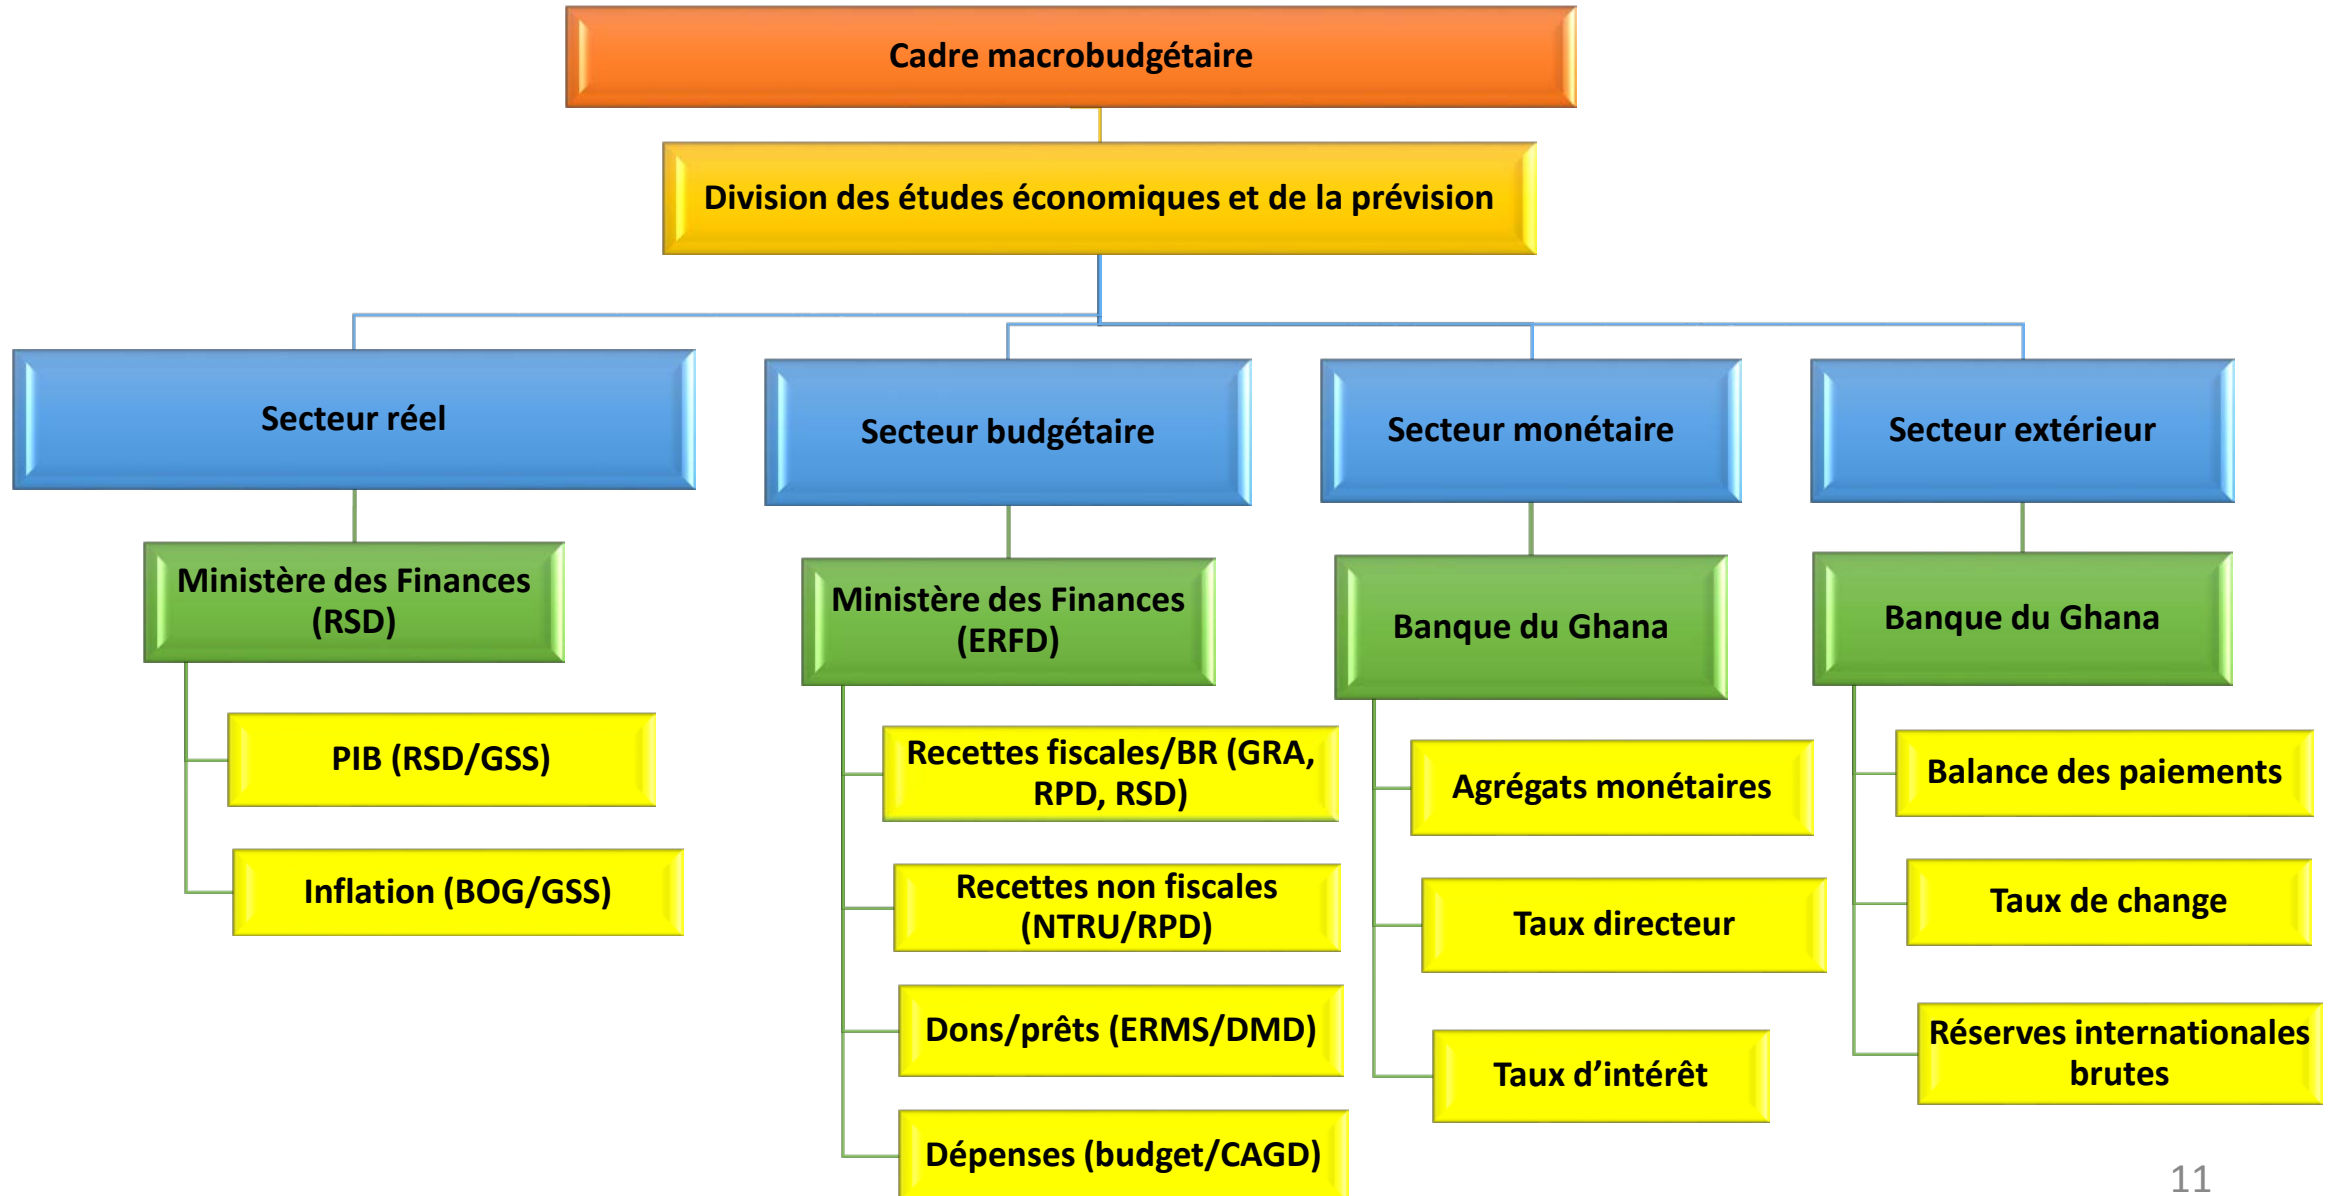 Cadre macrobudgétaire
Division des études économiques et de la prévision
Secteur réel
Secteur budgétaire
Secteur monétaire
Secteur extérieur
Ministère des Finances
(RSD)
Ministère des Finances
(ERFD)
Banque du Ghana
Banque du Ghana
PIB (RSD/GSS)
Inflation (BOG/GSS)
Recettes fiscales/BR (GRA,
RPD, RSD)
Recettes non fiscales
(NTRU/RPD)
Dons/prêts (ERMS/DMD)
Dépenses (budget/CAGD)
Agrégats monétaires
Taux directeur
Taux d’intérêt
Balance des paiements
Taux de change
Réserves internationales
brutes
11